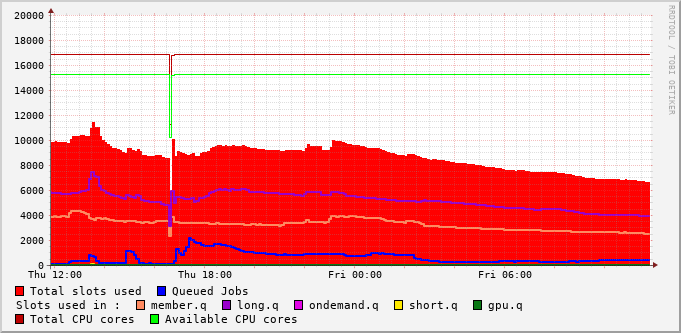 20000
18000
16000
14000
12000
10000
8000
6000
4000
2000
0
Thu 12:00 Thu 18:00 Fri 00:00 Fri 06:00
RRDTOOL / TOBI OETIKER
Total slots used Queued Jobs
Slots used in : member.q long.q ondemand.q short.q gpu.q
Total CPU cores Available CPU cores